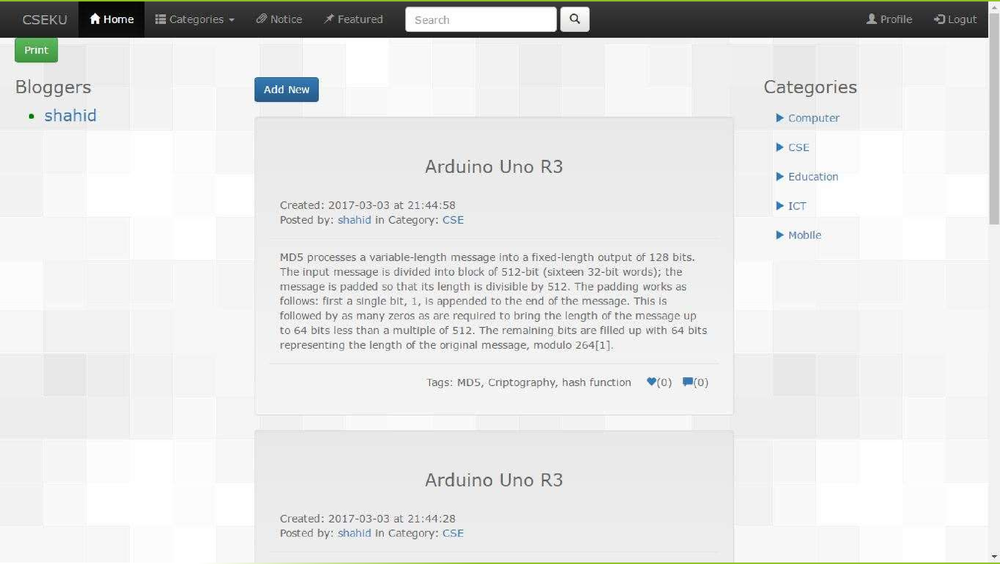 CSEKU Home Categories Notice Featured Search Profile Logut
Print
Bloggers
shahid
Add New
Arduino Uno R3
Created: 2017-03-03 at 21:44:58
Posted by: shahid in Category: CSE
MD5 processes a variable-length message into a fixed-length output of 128 bits.
The input message is divided into block of 512-bit (sixteen 32-bit words); the
message is padded so that its length is divisible by 512. The padding works as
follows: first a single bit, 1, is appended to the end of the message. This is
followed by as many zeros as are required to bring the length of the message up
to 64 bits less than a multiple of 512. The remaining bits are filled up with 64 bits
representing the length of the original message, modulo 264[1].
Tags: MD5, Criptography, hash function (0) (0)
Arduino Uno R3
Created: 2017-03-03 at 21:44:28
Posted by: shahid in Category: CSE
Categories
Computer
CSE
Education
ICT
Mobile